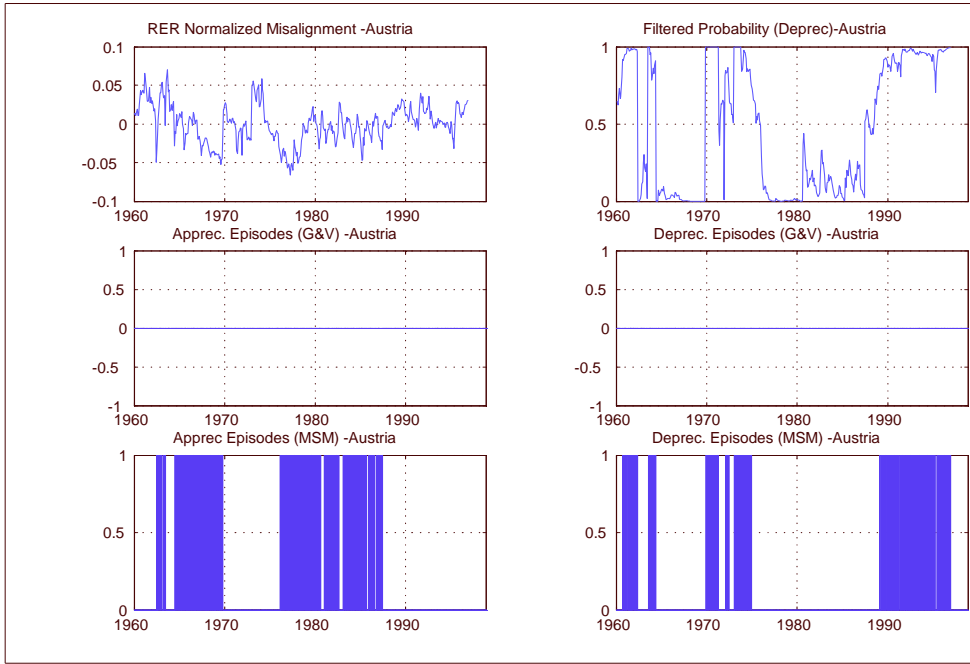 RER Normalized Misalignment -Austria
0.1
0.05
0
-0.05
-0.1
1960 1970 1980 1990
Filtered Probability (Deprec)-Austria
1
0.5
0
1960 1970 1980 1990
Apprec. Episodes (G&V) -Austria
1
0.5
0
-0.5
-1
1960 1970 1980 1990
Deprec. Episodes (G&V) -Austria
1
0.5
0
-0.5
-1
1960 1970 1980 1990
Apprec Episodes (MSM) -Austria
1
0.5
0
1960 1970 1980 1990
Deprec. Episodes (MSM) -Austria
1
0.5
0
1960 1970 1980 1990